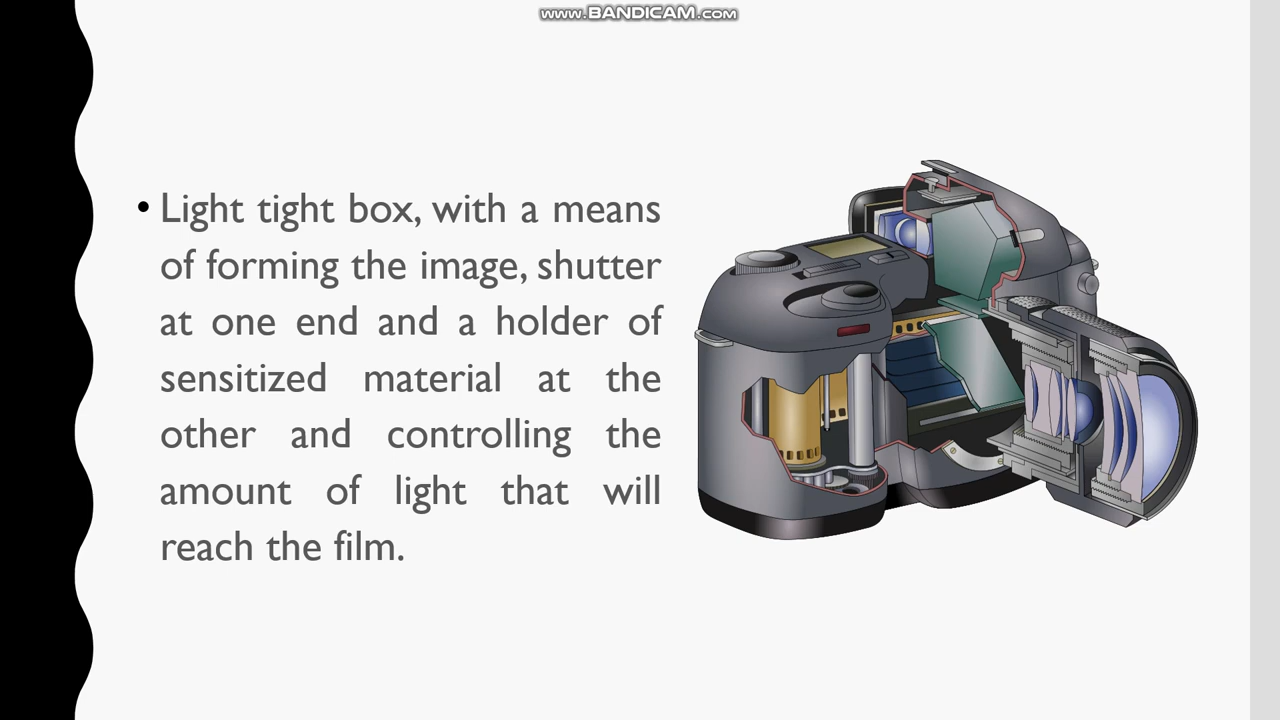 www.BANDICAM.com
• Light tight box, with a means
of forming the image, shutter
at one end and a holder of
sensitized material at the
other and controlling the
amount of light that will
reach the film.